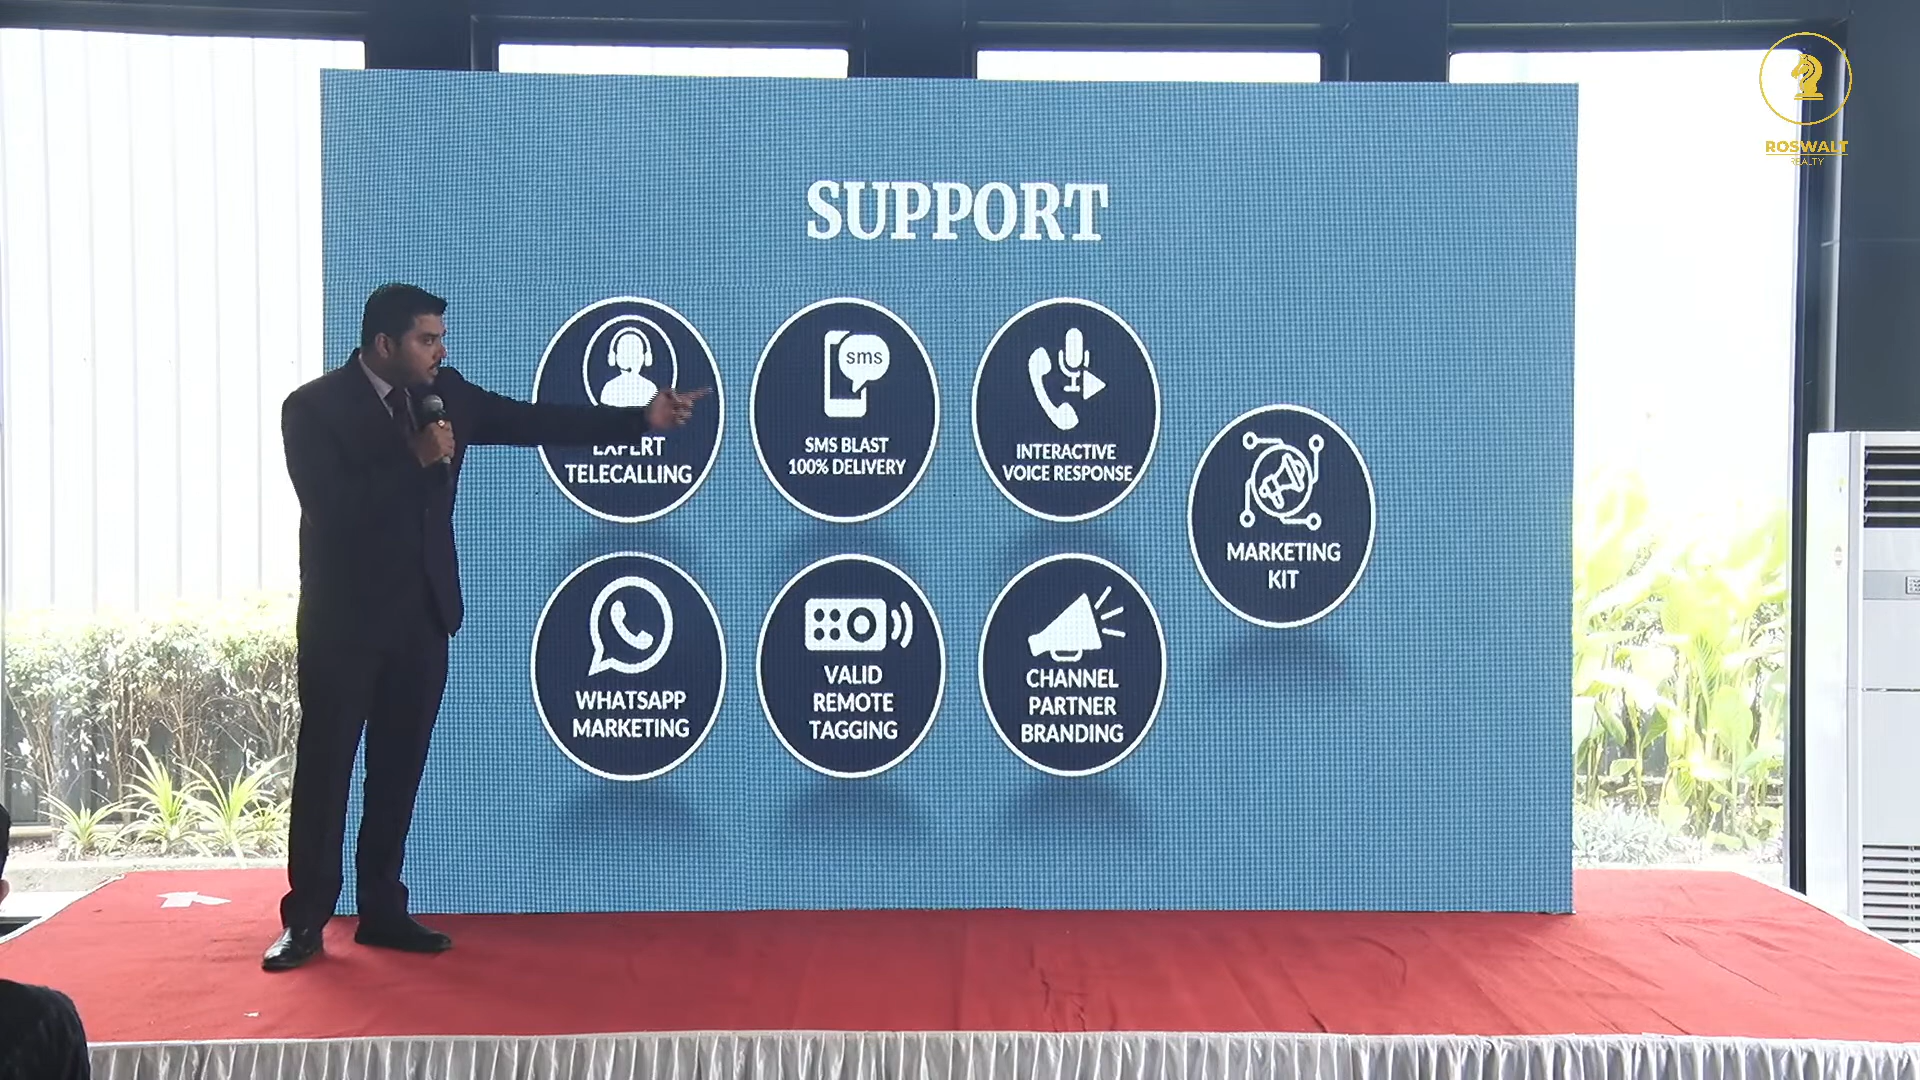 ROSWALT
REALTY
SUPPORT
EXPERT
TELECALLING
sms
SMS BLAST
100% DELIVERY
INTERACTIVE
VOICE RESPONSE
MARKETING
KIT
WHATSAPP
MARKETING
VALID
REMOTE
TAGGING
CHANNEL
PARTNER
BRANDING